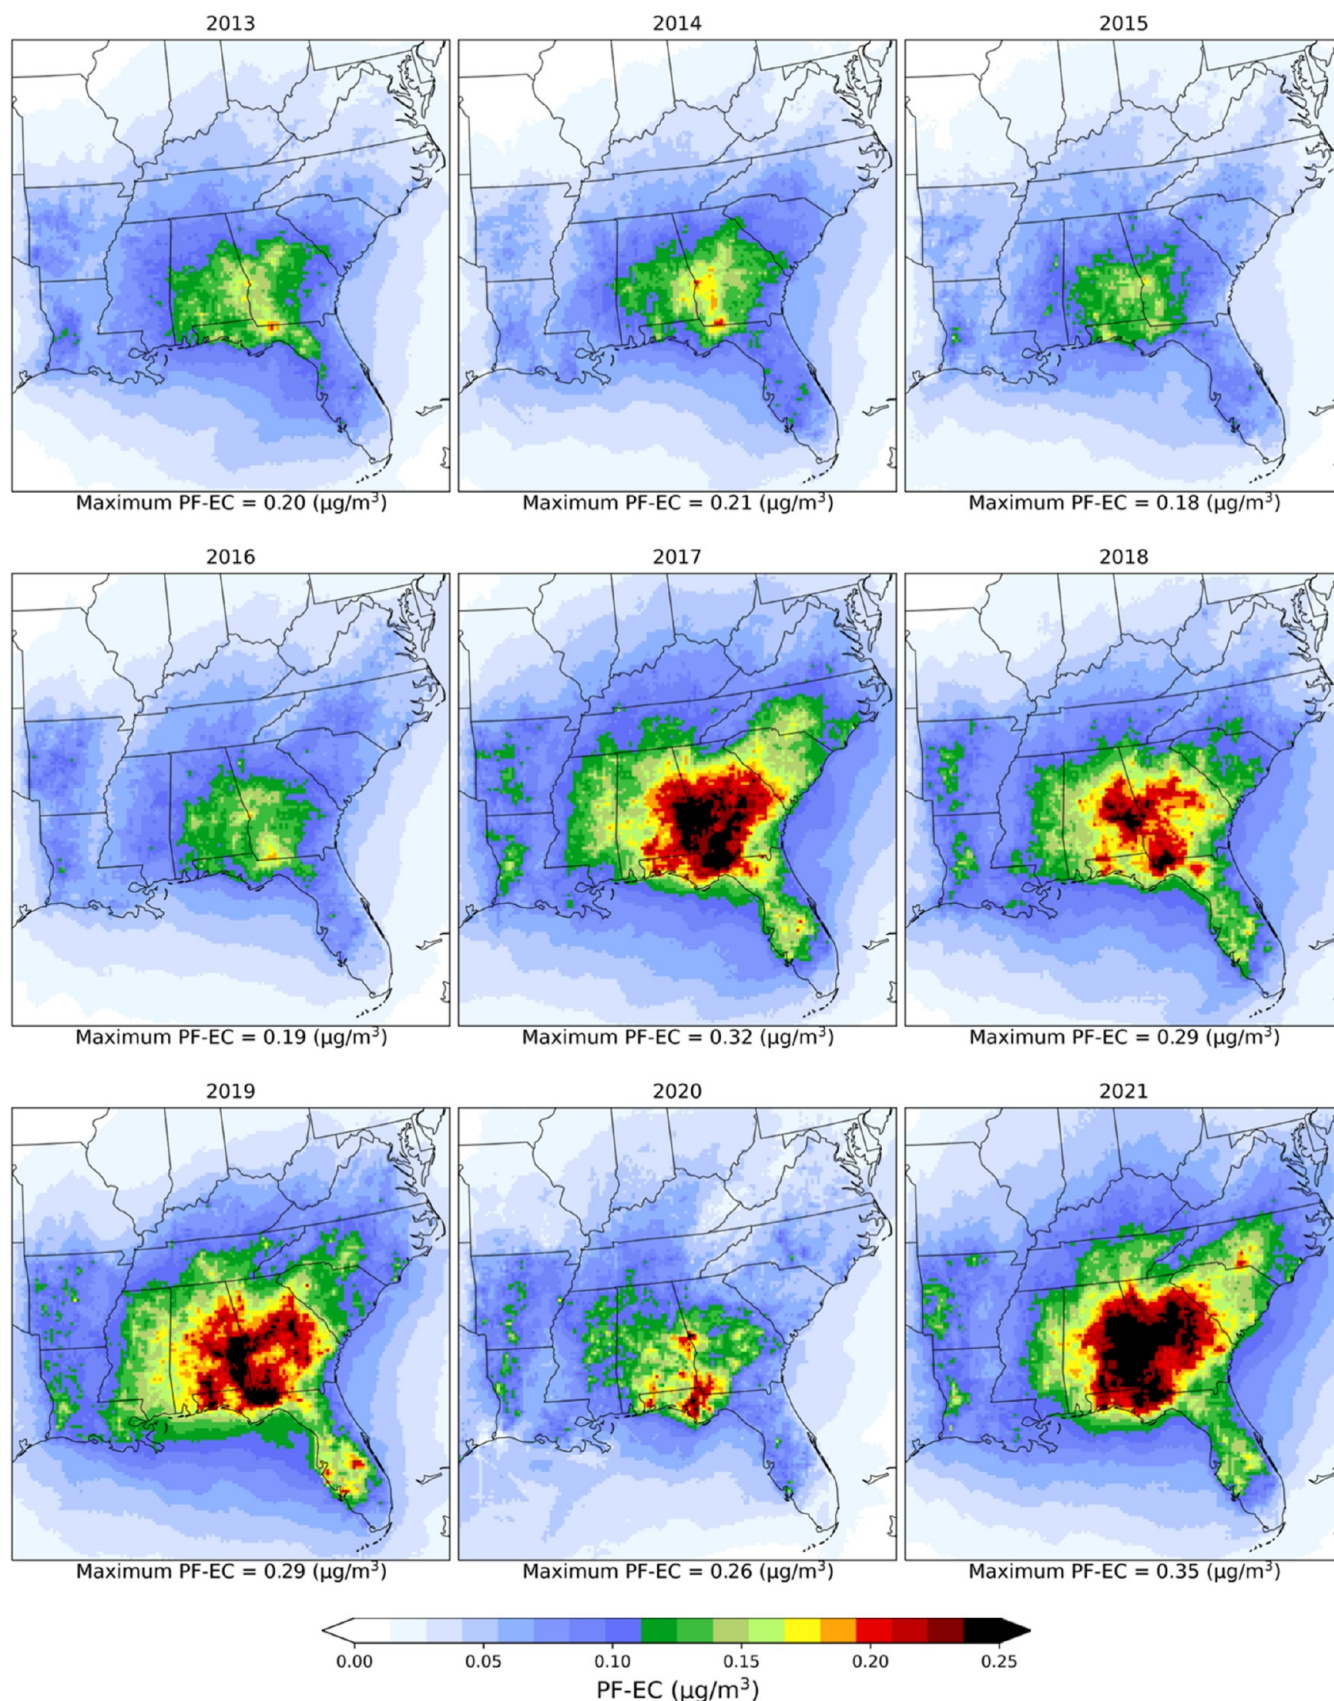 2013
2014
2015
Maximum PF-EC = 0.20 (μg/m³)
Maximum PF-EC = 0.21 (μg/m³)
Maximum PF-EC = 0.18 (μg/m³)
2016
2017
2018
Maximum PF-EC = 0.19 (μg/m³)
Maximum PF-EC = 0.32 (μg/m³)
Maximum PF-EC = 0.29 (μg/m³)
2019
2020
2021
Maximum PF-EC = 0.29 (μg/m³)
Maximum PF-EC = 0.26 (μg/m³)
Maximum PF-EC = 0.35 (μg/m³)
0.00 0.05 0.10 0.15 0.20 0.25
PF-EC (μg/m³)